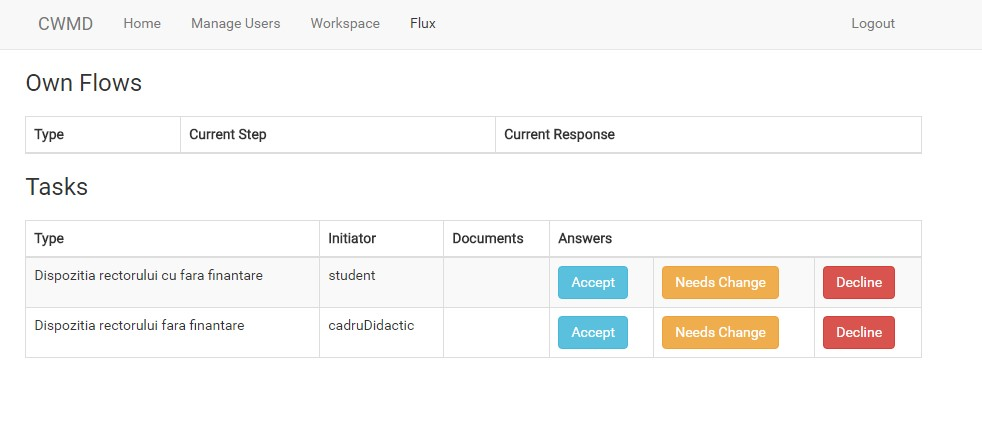 CWMD Home Manage Users Workspace Flux Logout
Own Flows
Type Current Step Current Response
Tasks
Type Initiator Documents Answers
Dispozitia rectorului cu fara finantare student Accept Needs Change Decline
Dispozitia rectorului fara finantare cadruDidactic Accept Needs Change Decline